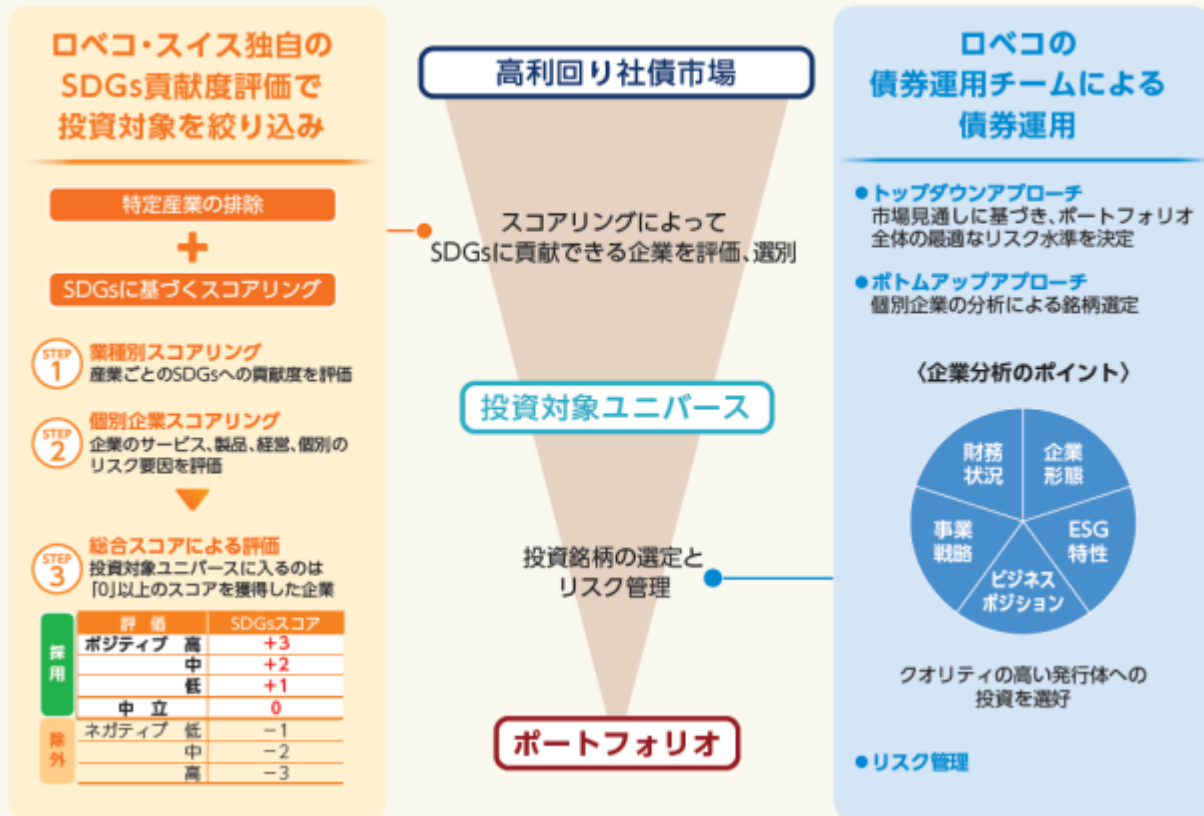 ロベコ・スイス独自の
SDGs貢献度評価で
投資対象を絞り込み
特定産業の排除
+
SDGsに基づくスコアリング
STEP
1
業種別スコアリング
産業ごとのSDGsへの貢献度を評価
STEP
2
個別企業スコアリング
企業のサービス、製品、経営、個別の
リスク要因を評価
STEP
3
総合スコアによる評価
投資対象ユニバースに入るのは
「0」以上のスコアを獲得した企業
評 価 SDGsスコア
採用
ポジティブ 高 +3
中 +2
低 +1
中 立 0
除外
ネガティブ 低 −1
中 −2
高 −3
高利回り社債市場
スコアリングによって
SDGsに貢献できる企業を評価、選別
投資対象ユニバース
投資銘柄の選定と
リスク管理
ポートフォリオ
ロベコの
債券運用チームによる
債券運用
●トップダウンアプローチ
市場見通しに基づき、ポートフォリオ
全体の最適なリスク水準を決定
●ボトムアップアプローチ
個別企業の分析による銘柄選定
〈企業分析のポイント〉
財務
状況
企業
形態
事業
戦略
ESG
特性
ビジネス
ポジション
クオリティの高い発行体への
投資を選好
●リスク管理